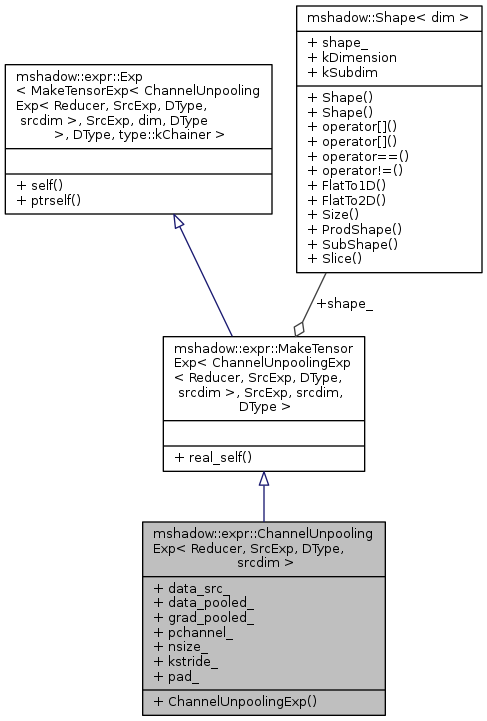 mshadow::Shape< dim >
+ shape_
+ kDimension
+ kSubdim
+ Shape()
+ Shape()
+ operator[]()
+ operator[]()
+ operator==()
+ operator!=()
+ FlatTo1D()
+ FlatTo2D()
+ Size()
+ ProdShape()
+ SubShape()
+ Slice()
mshadow::expr::Exp
< MakeTensorExp< ChannelUnpooling
Exp< Reducer, SrcExp, DType,
srcdim >, SrcExp, dim, DType
>, DType, type::kChainer >
+ self()
+ ptrself()
+shape_
mshadow::expr::MakeTensor
Exp< ChannelUnpoolingExp
< Reducer, SrcExp, DType,
srcdim >, SrcExp, srcdim,
DType >
+ real_self()
mshadow::expr::ChannelUnpooling
Exp< Reducer, SrcExp, DType,
srcdim >
+ data_src_
+ data_pooled_
+ grad_pooled_
+ pchannel_
+ nsize_
+ kstride_
+ pad_
+ ChannelUnpoolingExp()